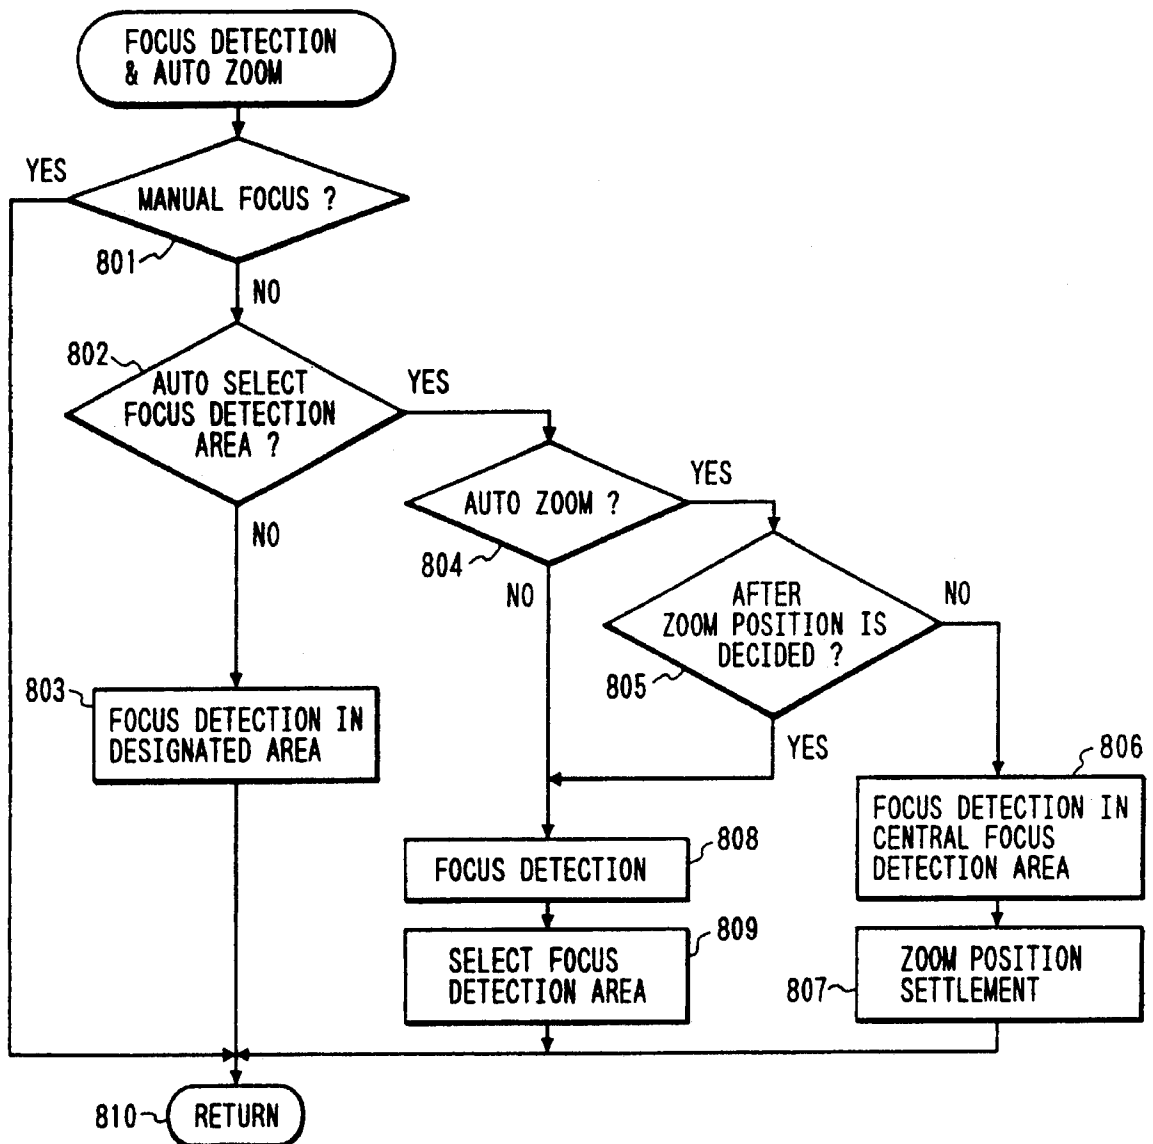 FOCUS DETECTION
& AUTO ZOOM
YES
MANUAL FOCUS ?
801
NO
802
AUTO SELECT
FOCUS DETECTION
AREA ?
YES
NO
AUTO ZOOM ?
YES
804
NO
AFTER
ZOOM POSITION IS
DECIDED ?
NO
805
YES
803
FOCUS DETECTION IN
DESIGNATED AREA
806
FOCUS DETECTION IN
CENTRAL FOCUS
DETECTION AREA
808
FOCUS DETECTION
809
SELECT FOCUS
DETECTION AREA
807
ZOOM POSITION
SETTLEMENT
810
RETURN